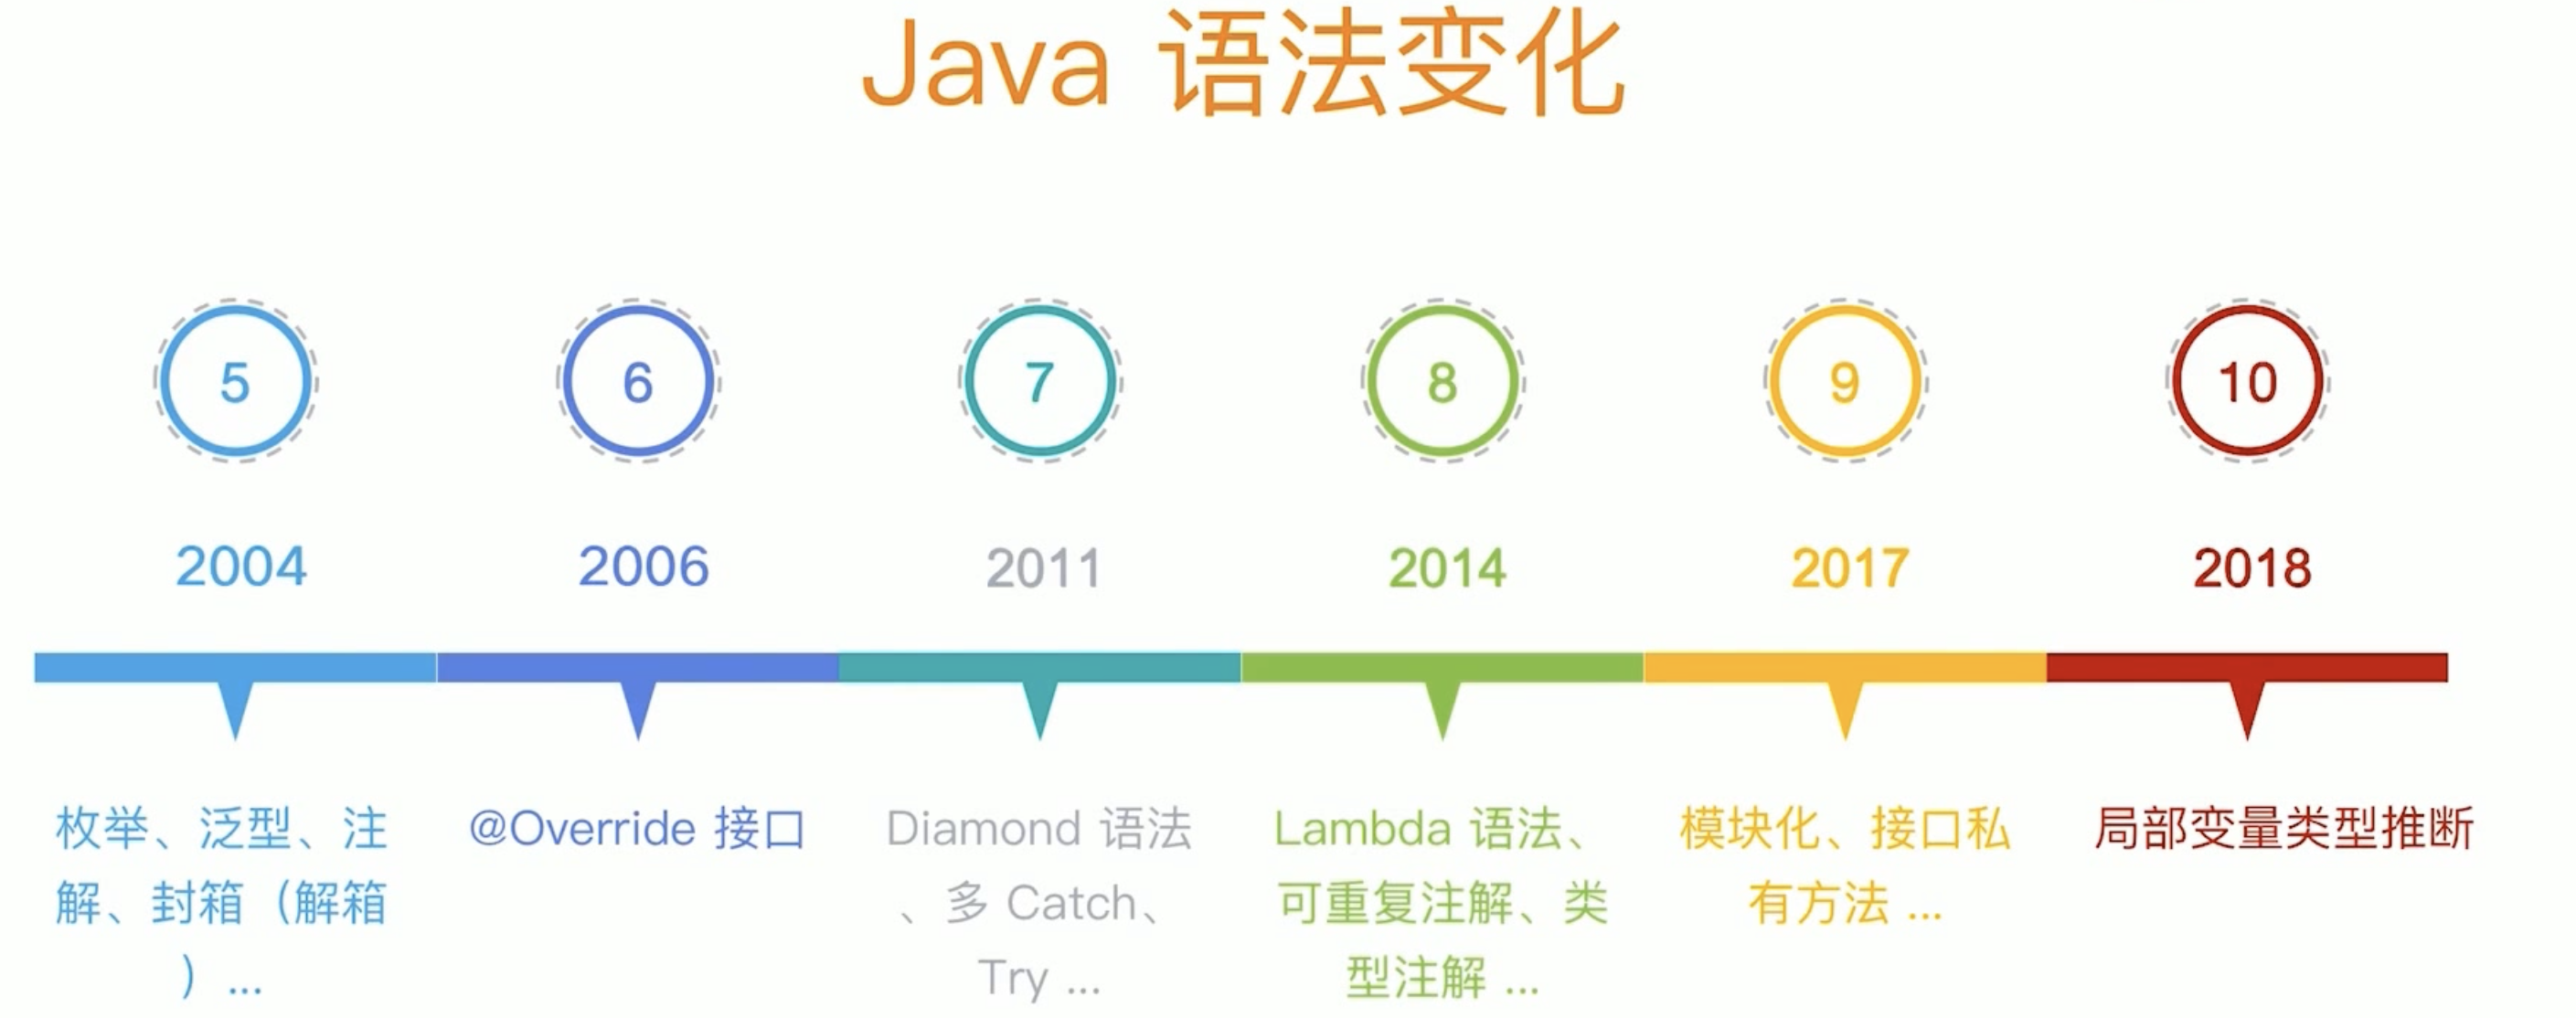 Java 语法变化
5
6
7
8
9
10
2004
2006
2011
2014
2017
2018
枚举、泛型、注
解、封箱（解箱
）...
@Override 接口
Diamond 语法
、多 Catch、
Try ...
Lambda 语法、
可重复注解、类
型注解 ...
模块化、接口私
有方法 ...
局部变量类型推断